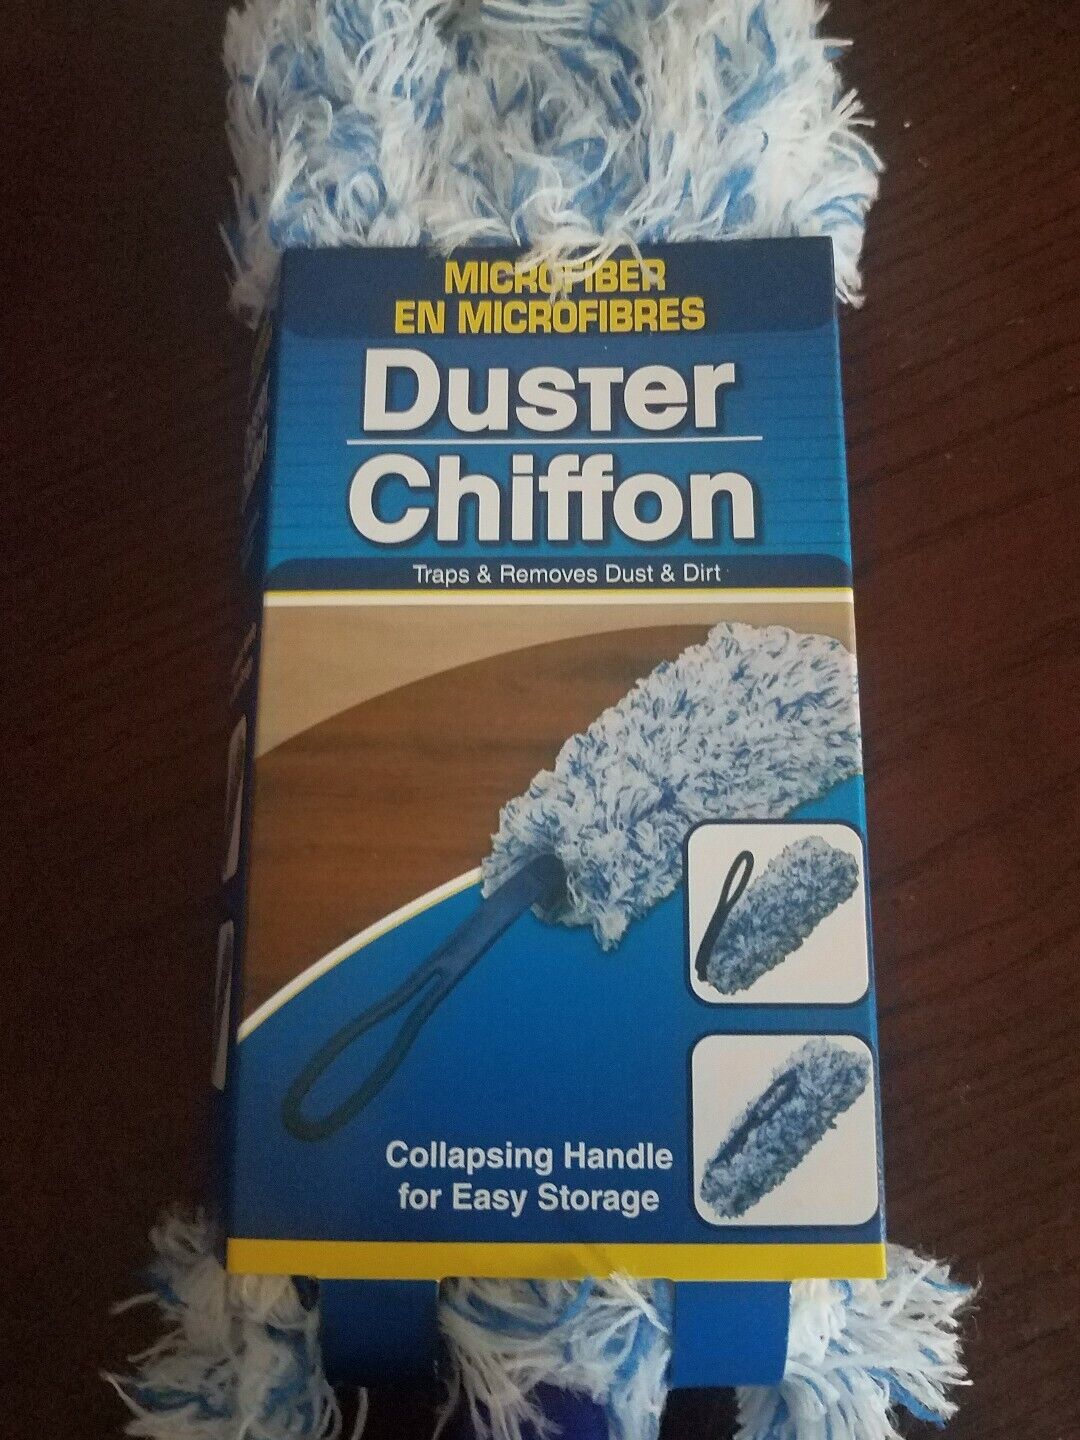 MICROFIBER
EN MICROFIBRES
Duster
Chiffon
Traps & Removes Dust & Dirt
Collapsing Handle
for Easy Storage